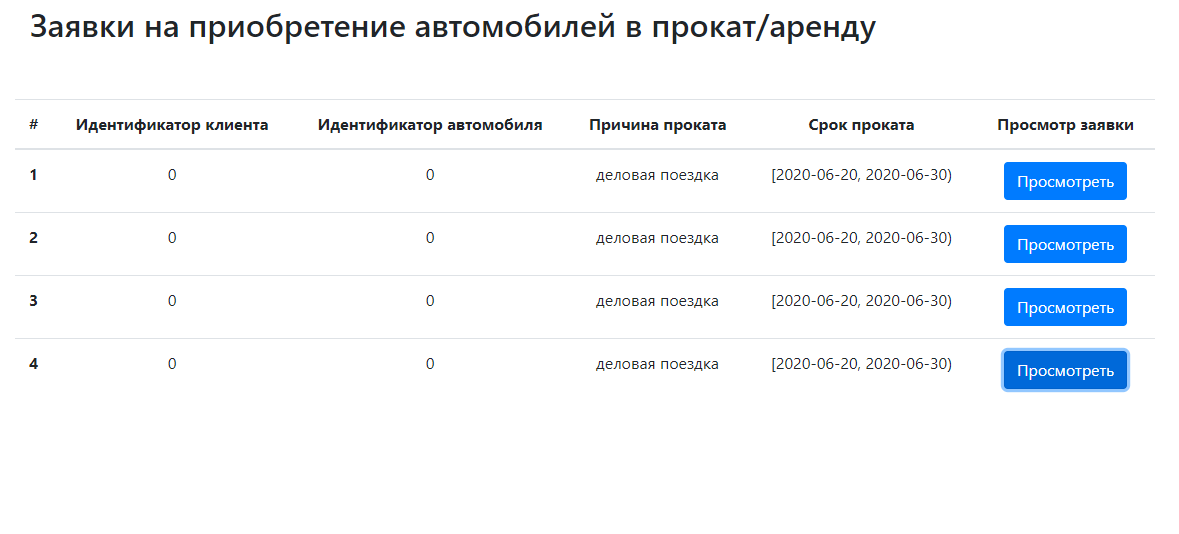 Заявки на приобретение автомобилей в прокат/аренду
# Идентификатор клиента Идентификатор автомобиля Причина проката Срок проката Просмотр заявки
1 0 0 деловая поездка [2020-06-20, 2020-06-30) Просмотреть
2 0 0 деловая поездка [2020-06-20, 2020-06-30) Просмотреть
3 0 0 деловая поездка [2020-06-20, 2020-06-30) Просмотреть
4 0 0 деловая поездка [2020-06-20, 2020-06-30) Просмотреть